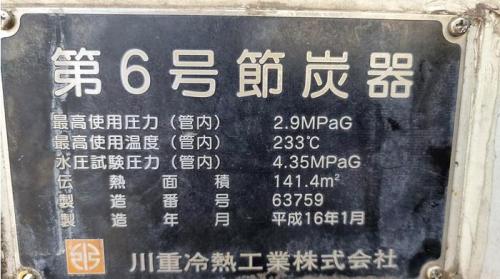 第6号節炭器
最高使用圧力（管内） 2.9MPaG
最高使用温度（管内） 233℃
水圧試験圧力（管内） 4.35MPaG
伝熱面積 141.4m²
製造番号 63759
製造年月 平成16年1月
川重冷熱工業株式会社